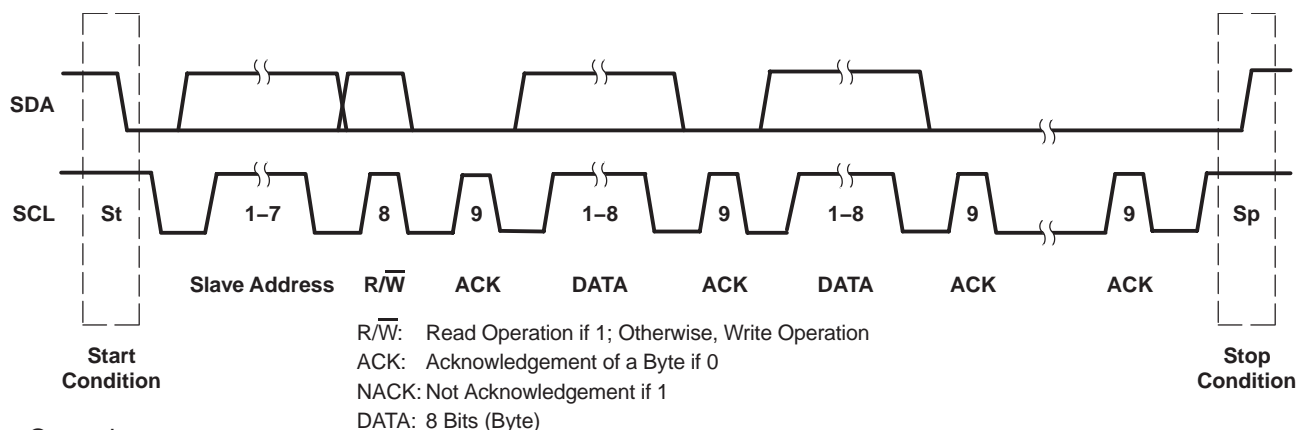 SDA
SCL
St
1–7
8
9
1–8
9
1–8
9
9
Sp
Slave Address
R/W̅
ACK
DATA
ACK
DATA
ACK
ACK
Start
Condition
Stop
Condition
R/W̅: Read Operation if 1; Otherwise, Write Operation
ACK: Acknowledgement of a Byte if 0
NACK: Not Acknowledgement if 1
DATA: 8 Bits (Byte)